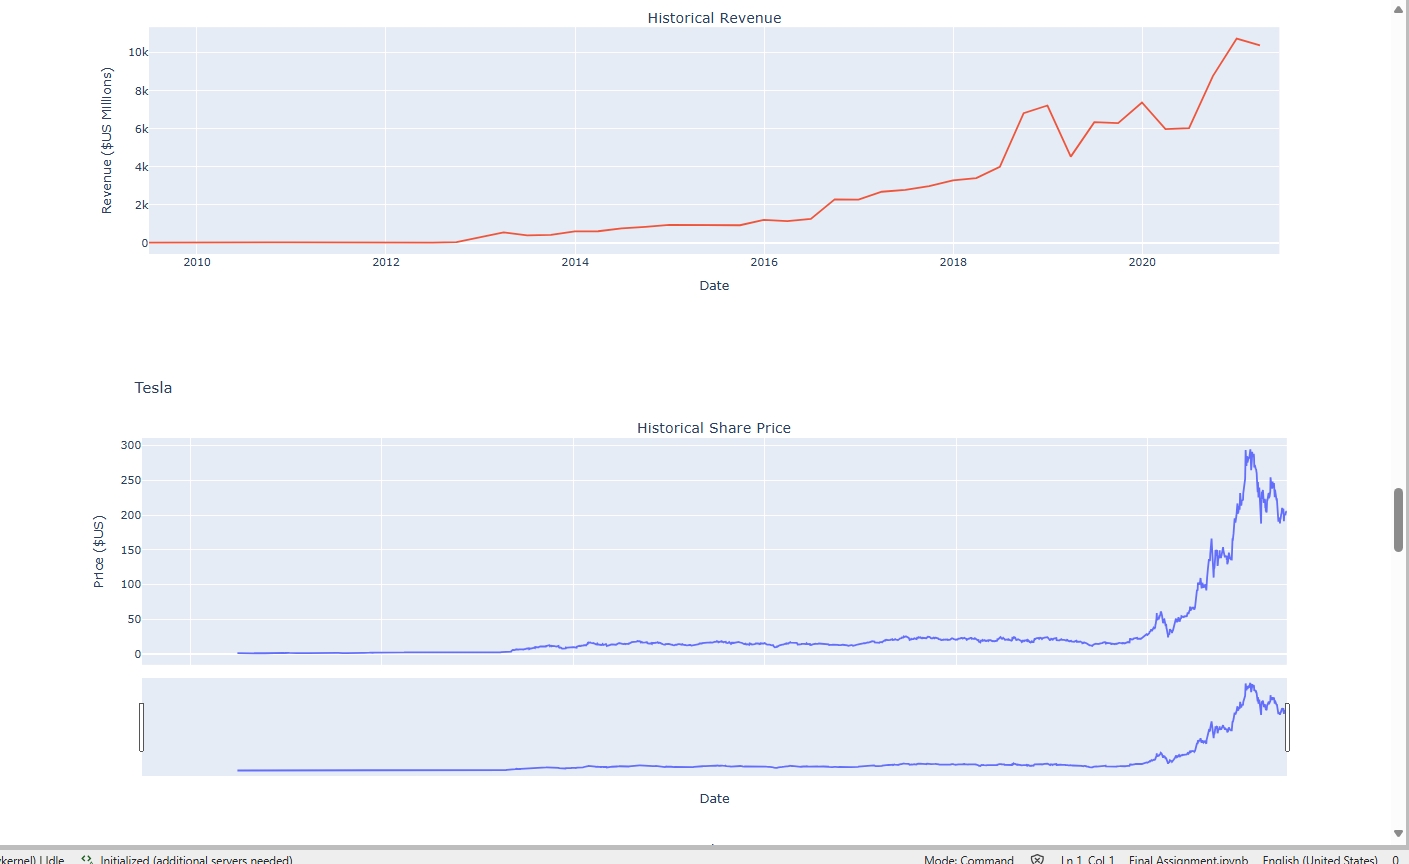 Historical Revenue
10k
8k
6k
4k
2k
0
Revenue ($US Millions)
2010 2012 2014 2016 2018 2020
Date
Tesla
Historical Share Price
300
250
200
150
100
50
0
Price ($US)
Date
kernel) | Idle Initialized (additional servers needed) Mode: Command Ln 1, Col 1 Final Assignment.ipynb English (United States) 0